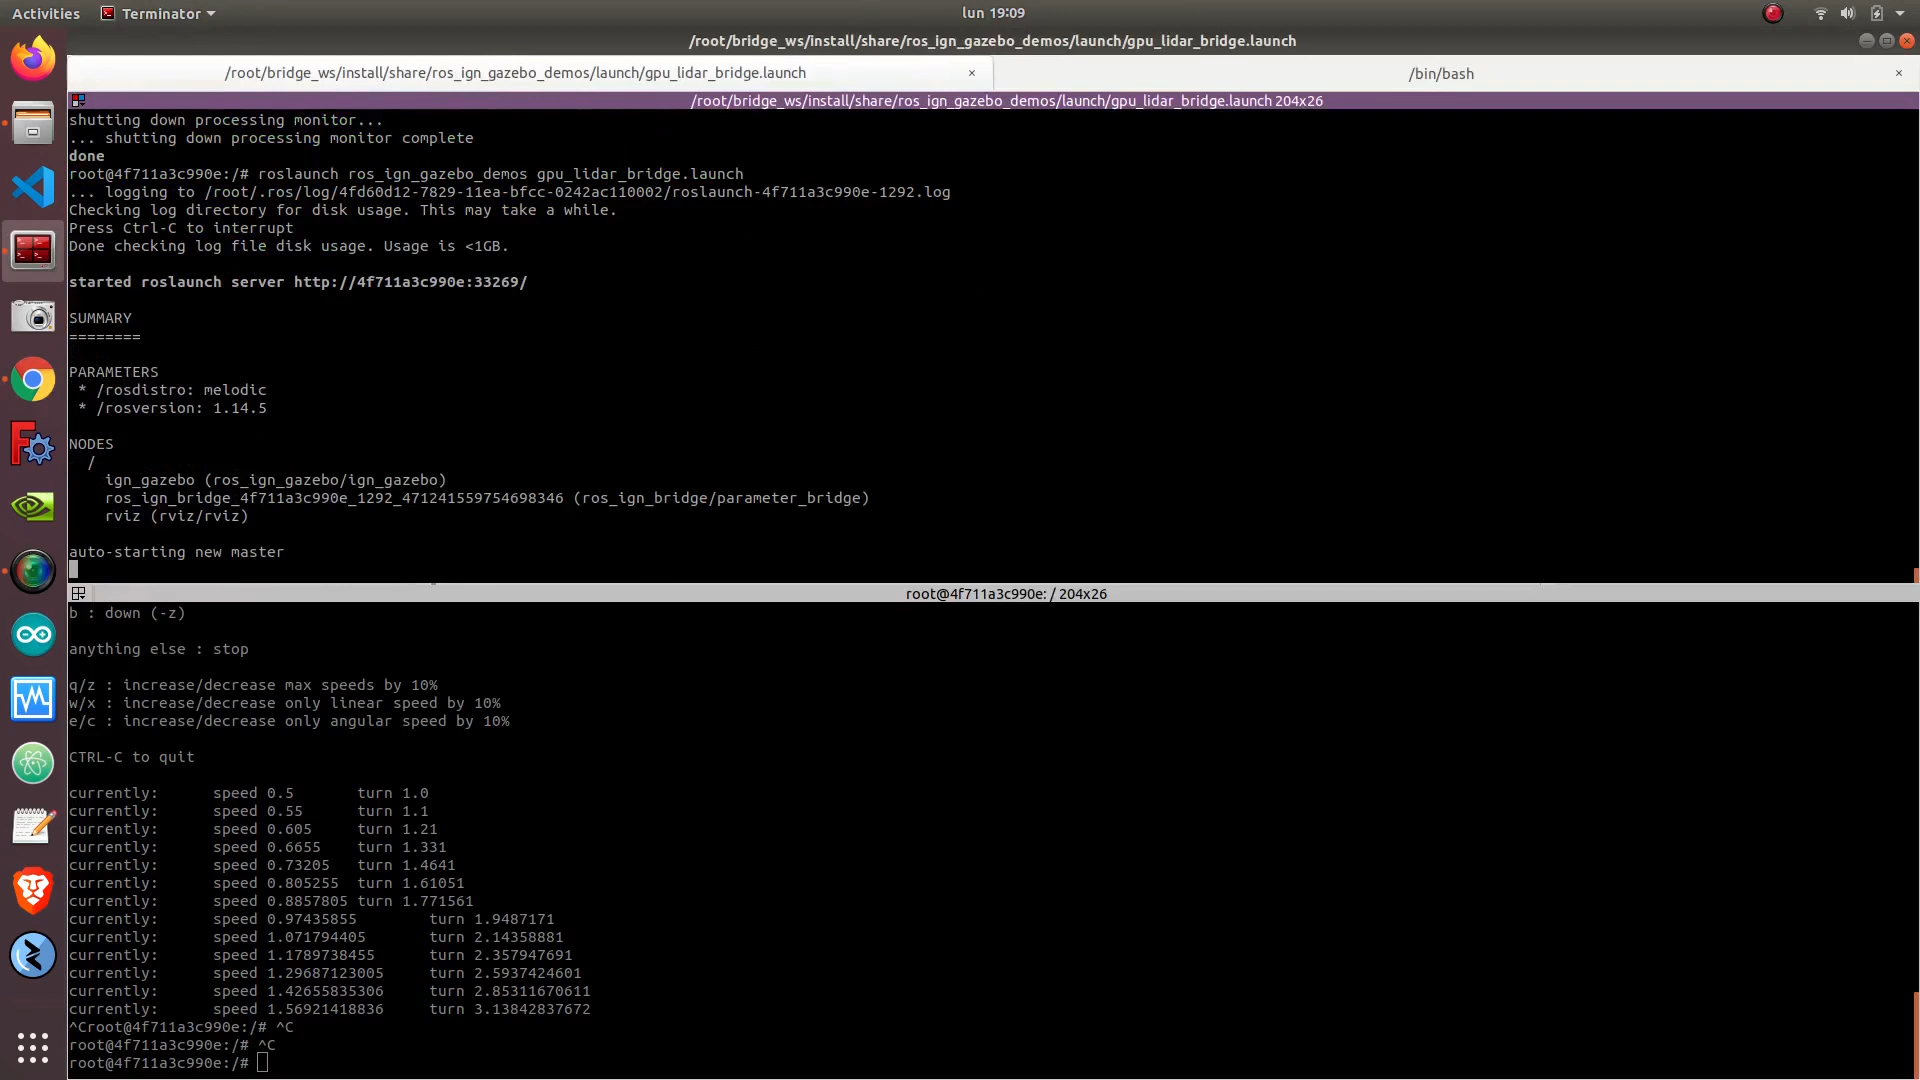 Activities
Terminator
lun 19:09
/root/bridge_ws/install/share/ros_ign_gazebo_demos/launch/gpu_lidar_bridge.launch
/root/bridge_ws/install/share/ros_ign_gazebo_demos/launch/gpu_lidar_bridge.launch ×
/bin/bash ×
/root/bridge_ws/install/share/ros_ign_gazebo_demos/launch/gpu_lidar_bridge.launch 204x26
shutting down processing monitor...
... shutting down processing monitor complete
done
root@4f711a3c990e:/# roslaunch ros_ign_gazebo_demos gpu_lidar_bridge.launch
... logging to /root/.ros/log/4fd60d12-7829-11ea-bfcc-0242ac110002/roslaunch-4f711a3c990e-1292.log
Checking log directory for disk usage. This may take a while.
Press Ctrl-C to interrupt
Done checking log file disk usage. Usage is <1GB.
started roslaunch server http://4f711a3c990e:33269/
SUMMARY
========
PARAMETERS
* /rosdistro: melodic
* /rosversion: 1.14.5
NODES
/
ign_gazebo (ros_ign_gazebo/ign_gazebo)
ros_ign_bridge_4f711a3c990e_1292_471241559754698346 (ros_ign_bridge/parameter_bridge)
rviz (rviz/rviz)
auto-starting new master
root@4f711a3c990e: / 204x26
b : down (-z)
anything else : stop
q/z : increase/decrease max speeds by 10%
w/x : increase/decrease only linear speed by 10%
e/c : increase/decrease only angular speed by 10%
CTRL-C to quit
currently: speed 0.5 turn 1.0
currently: speed 0.55 turn 1.1
currently: speed 0.605 turn 1.21
currently: speed 0.6655 turn 1.331
currently: speed 0.73205 turn 1.4641
currently: speed 0.805255 turn 1.61051
currently: speed 0.8857805 turn 1.771561
currently: speed 0.97435855 turn 1.9487171
currently: speed 1.071794405 turn 2.14358881
currently: speed 1.1789738455 turn 2.357947691
currently: speed 1.29687123005 turn 2.5937424601
currently: speed 1.42655835306 turn 2.85311670611
currently: speed 1.56921418836 turn 3.13842837672
^Croot@4f711a3c990e:/# ^C
root@4f711a3c990e:/# ^C
root@4f711a3c990e:/#